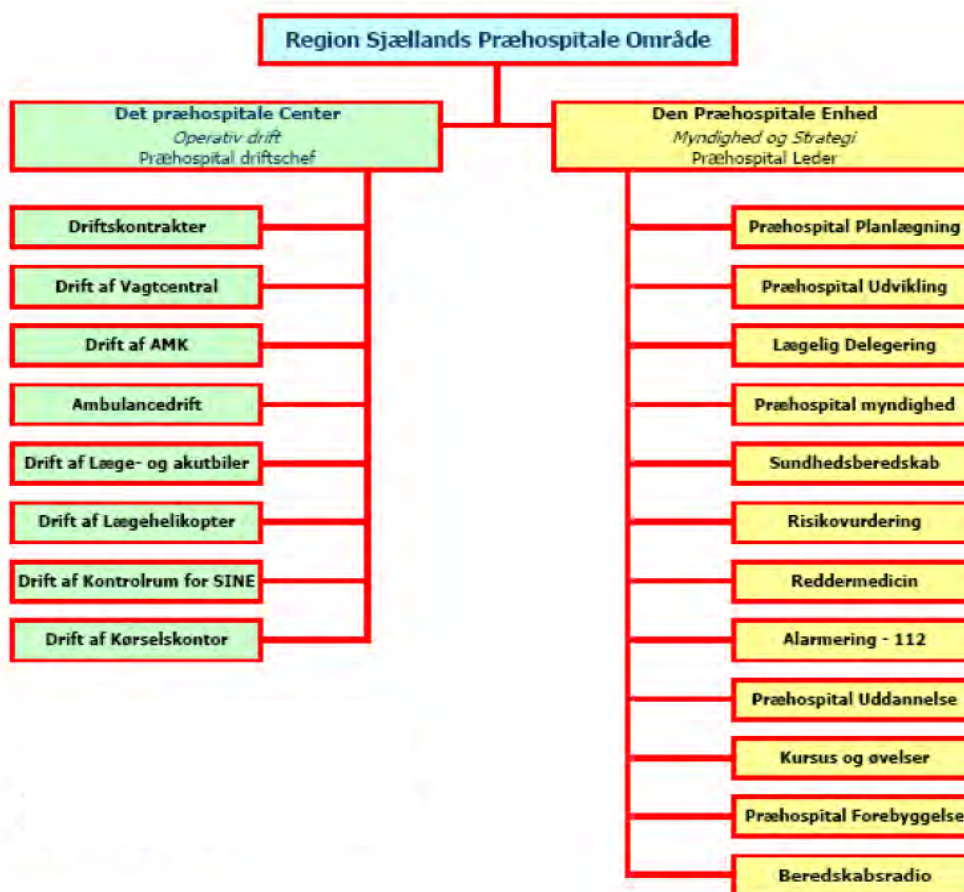 Region Sjællands Præhospitale Område
Det præhospitale Center
Operativ drift
Præhospital driftschef
Driftskontrakter
Drift af Vagtcentral
Drift af AMK
Ambulancedrift
Drift af Læge- og akutbiler
Drift af Lægehelikopter
Drift af Kontrolrum for SINE
Drift af Kørselskontor
Den Præhospitale Enhed
Myndighed og Strategi
Præhospital Leder
Præhospital Planlægning
Præhospital Udvikling
Lægelig Delegering
Præhospital myndighed
Sundhedsberedskab
Risikovurdering
Reddermedicin
Alarmering - 112
Præhospital Uddannelse
Kursus og øvelser
Præhospital Forebyggelse
Beredskabsradio